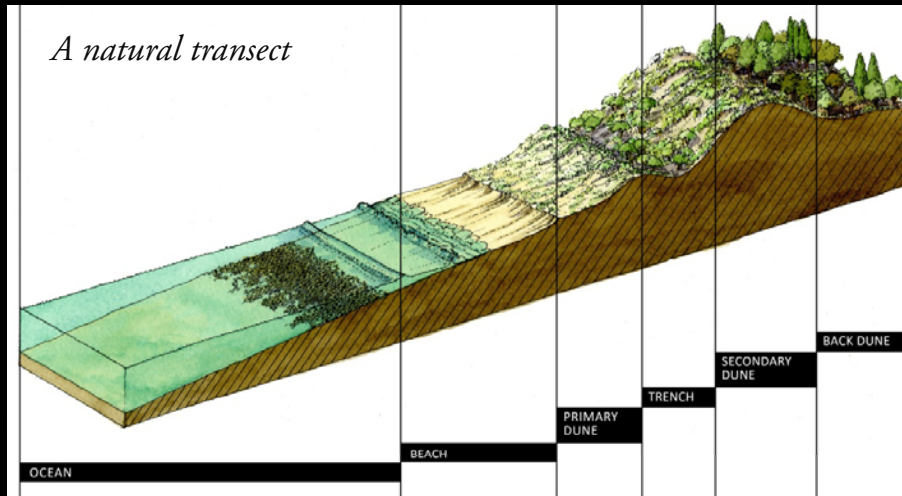 A natural transect
BACK DUNE
SECONDARY
DUNE
TRENCH
PRIMARY
DUNE
BEACH
OCEAN